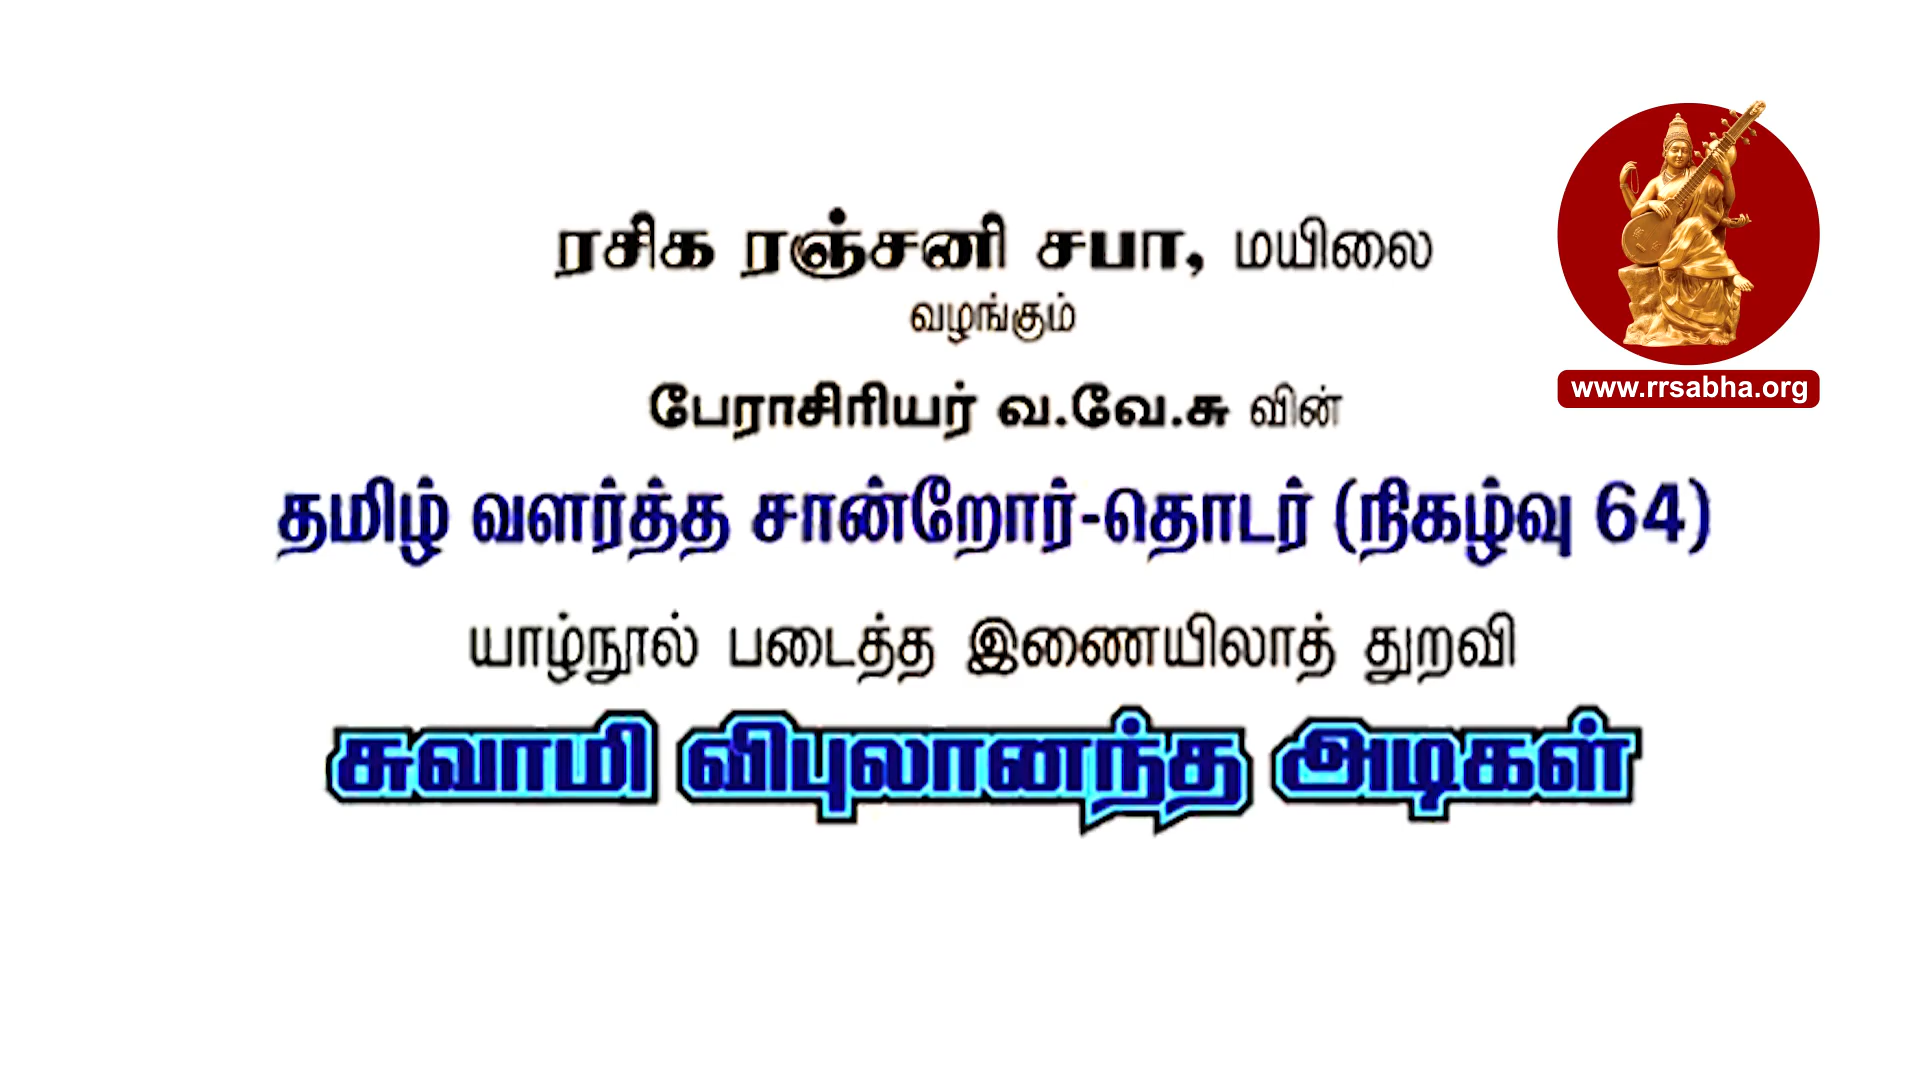 ரசிக ரஞ்சனி சபா, மயிலை
வழங்கும்
பேராசிரியர் வ.வே.சு வின்
தமிழ் வளர்த்த சான்றோர்-தொடர் (நிகழ்வு 64)
யாழ்நூல் படைத்த இணையிலாத் துறவி
சுவாமி விபுலானந்த அடிகள்
www.rrsabha.org